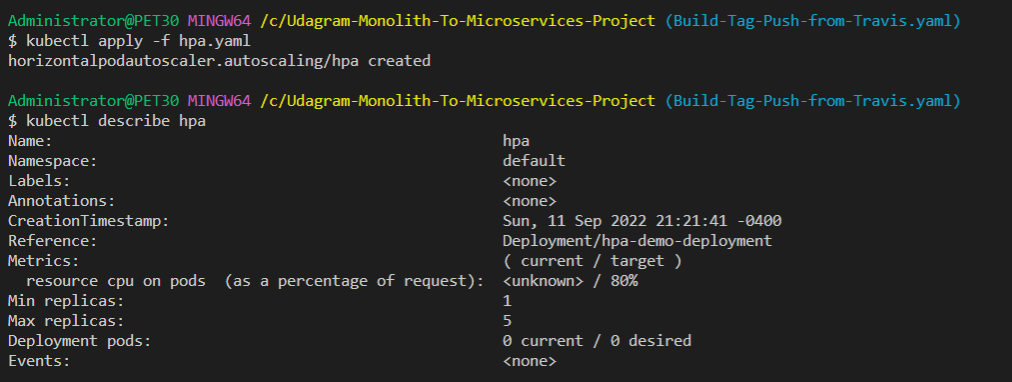 Administrator@PET30 MINGW64 /c/Udagram-Monolith-To-Microservices-Project (Build-Tag-Push-from-Travis.yaml)
$ kubectl apply -f hpa.yaml
horizontalpodautoscaler.autoscaling/hpa created
Administrator@PET30 MINGW64 /c/Udagram-Monolith-To-Microservices-Project (Build-Tag-Push-from-Travis.yaml)
$ kubectl describe hpa
Name: hpa
Namespace: default
Labels: <none>
Annotations: <none>
CreationTimestamp: Sun, 11 Sep 2022 21:21:41 -0400
Reference: Deployment/hpa-demo-deployment
Metrics: ( current / target )
resource cpu on pods (as a percentage of request): <unknown> / 80%
Min replicas: 1
Max replicas: 5
Deployment pods: 0 current / 0 desired
Events: <none>